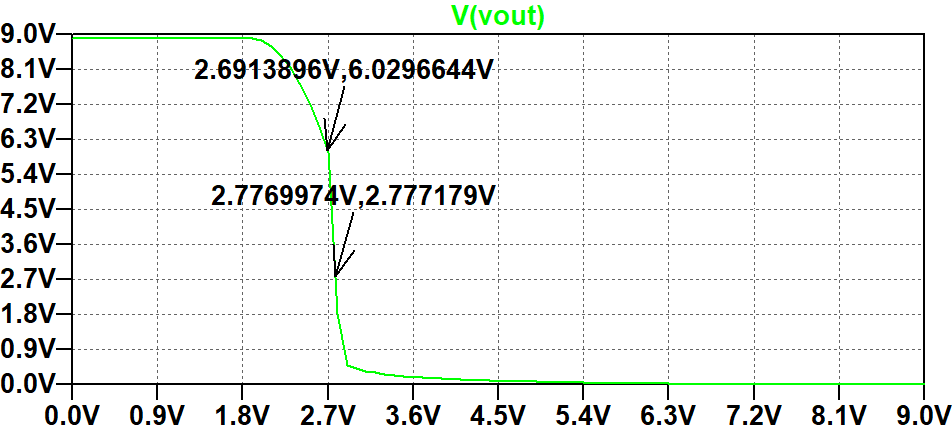 V(vout)
9.0V
8.1V
7.2V
6.3V
5.4V
4.5V
3.6V
2.7V
1.8V
0.9V
0.0V
2.6913896V,6.0296644V
2.7769974V,2.777179V
0.0V 0.9V 1.8V 2.7V 3.6V 4.5V 5.4V 6.3V 7.2V 8.1V 9.0V